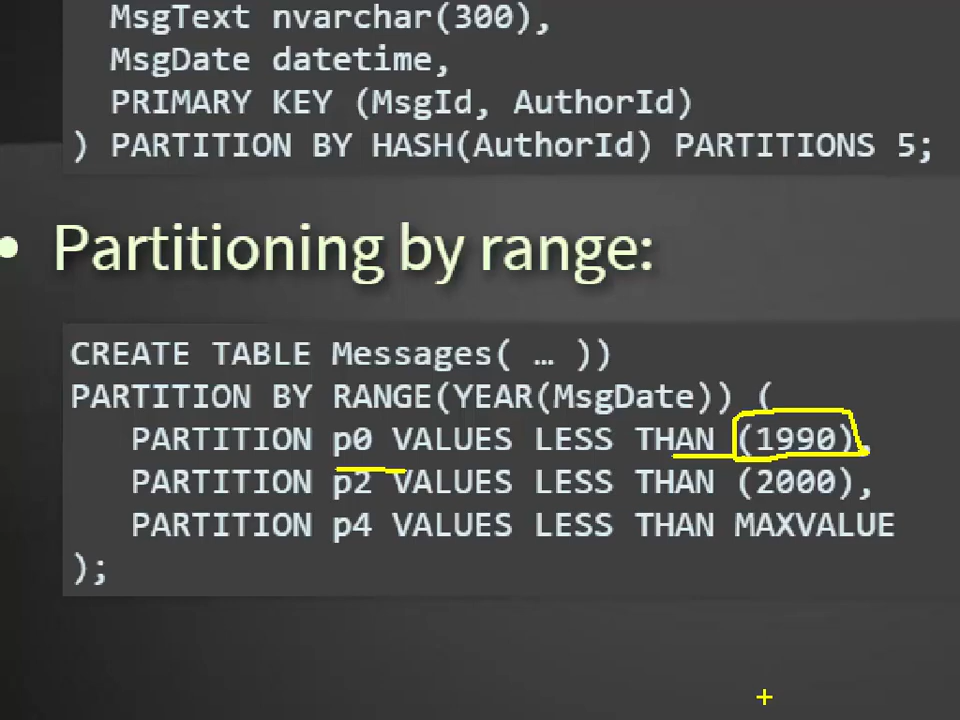 MsgText nvarchar(300),
MsgDate datetime,
PRIMARY KEY (MsgId, AuthorId)
) PARTITION BY HASH(AuthorId) PARTITIONS 5;
• Partitioning by range:
CREATE TABLE Messages( … ))
PARTITION BY RANGE(YEAR(MsgDate)) (
PARTITION p0 VALUES LESS THAN (1990),
PARTITION p2 VALUES LESS THAN (2000),
PARTITION p4 VALUES LESS THAN MAXVALUE
);